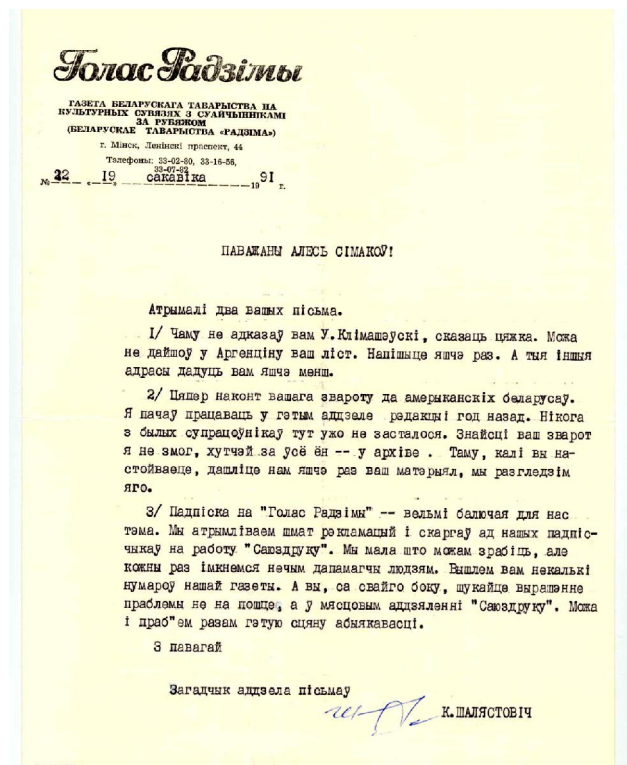 Голас Радзімы
ГАЗЕТА БЕЛАРУСКАГА ТАВАРЫСТВА ПА
КУЛЬТУРНЫХ СУВЯЗЯХ З СУАЙЧЫННІКАМІ
ЗА РУБЯЖОМ
(БЕЛАРУСКАЕ ТАВАРЫСТВА «РАДЗІМА»)
г. Мінск, Ленінскі праспект, 44
Тэлефоны: 33-02-80, 33-16-56,
33-07-82
№ 22 «19» сакавіка 1991 г.
ПАВАЖАНЫ АЛЕСЬ СІМАКОЎ!
Атрымалі два вашых пісьма.
1/ Чаму не адказаў вам У.Клімашэўскі, сказаць цяжка. Можа
не дайшоў у Аргенціну ваш ліст. Напішыце яшчэ раз. А тыя іншыя
адрасы дадуць вам яшчэ менш.
2/ Цяпер наконт вашага звароту да амерыканскіх беларусаў.
Я пачаў працаваць у гэтым аддзеле рэдакцыі год назад. Нікога
з былых супрацоўнікаў тут ужо не засталося. Знайсці ваш зварот
я не змог, хутчэй за ўсё ён -- у архіве . Таму, калі вы на-
стойваеце, дашліце нам яшчэ раз ваш матэрыял, мы разгледзім
яго.
3/ Падпіска на "Голас Радзімы" -- вельмі балючая для нас
тэма. Мы атрымліваем шмат рэкламацый і скаргаў ад нашых падпіс-
чыкаў на работу "Саюздруку". Мы мала што можам зрабіць, але
кожны раз імкнемся нечым дапамагчы людзям. Вышлем вам некалькі
нумароў нашай газеты. А вы, са свайго боку, шукайце вырашэнне
праблемы не на пошце, а ў мясцовым аддзяленні "Саюздруку". Можа
і праб"ем разам гэтую сцяну абыякавасці.
З павагай
Загадчык аддзела пісьмаў
К.ШАЛЯСТОВІЧ